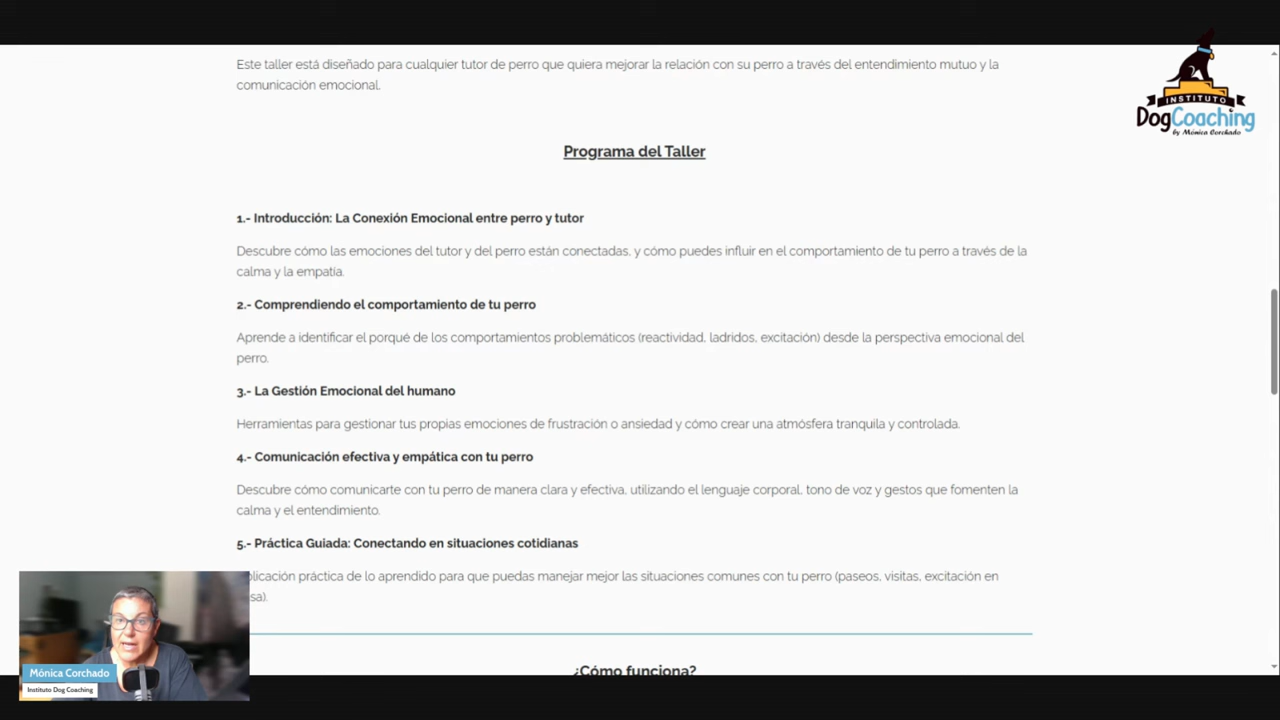 Este taller está diseñado para cualquier tutor de perro que quiera mejorar la relación con su perro a través del entendimiento mutuo y la
comunicación emocional.
INSTITUTO
DogCoaching
by Mónica Corchado
Programa del Taller
1.- Introducción: La Conexión Emocional entre perro y tutor
Descubre cómo las emociones del tutor y del perro están conectadas, y cómo puedes influir en el comportamiento de tu perro a través de la
calma y la empatía.
2.- Comprendiendo el comportamiento de tu perro
Aprende a identificar el porqué de los comportamientos problemáticos (reactividad, ladridos, excitación) desde la perspectiva emocional del
perro.
3.- La Gestión Emocional del humano
Herramientas para gestionar tus propias emociones de frustración o ansiedad y cómo crear una atmósfera tranquila y controlada.
4.- Comunicación efectiva y empática con tu perro
Descubre cómo comunicarte con tu perro de manera clara y efectiva, utilizando el lenguaje corporal, tono de voz y gestos que fomenten la
calma y el entendimiento.
5.- Práctica Guiada: Conectando en situaciones cotidianas
plicación práctica de lo aprendido para que puedas manejar mejor las situaciones comunes con tu perro (paseos, visitas, excitación en
sa).
¿Cómo funciona?
Mónica Corchado
Instituto Dog Coaching